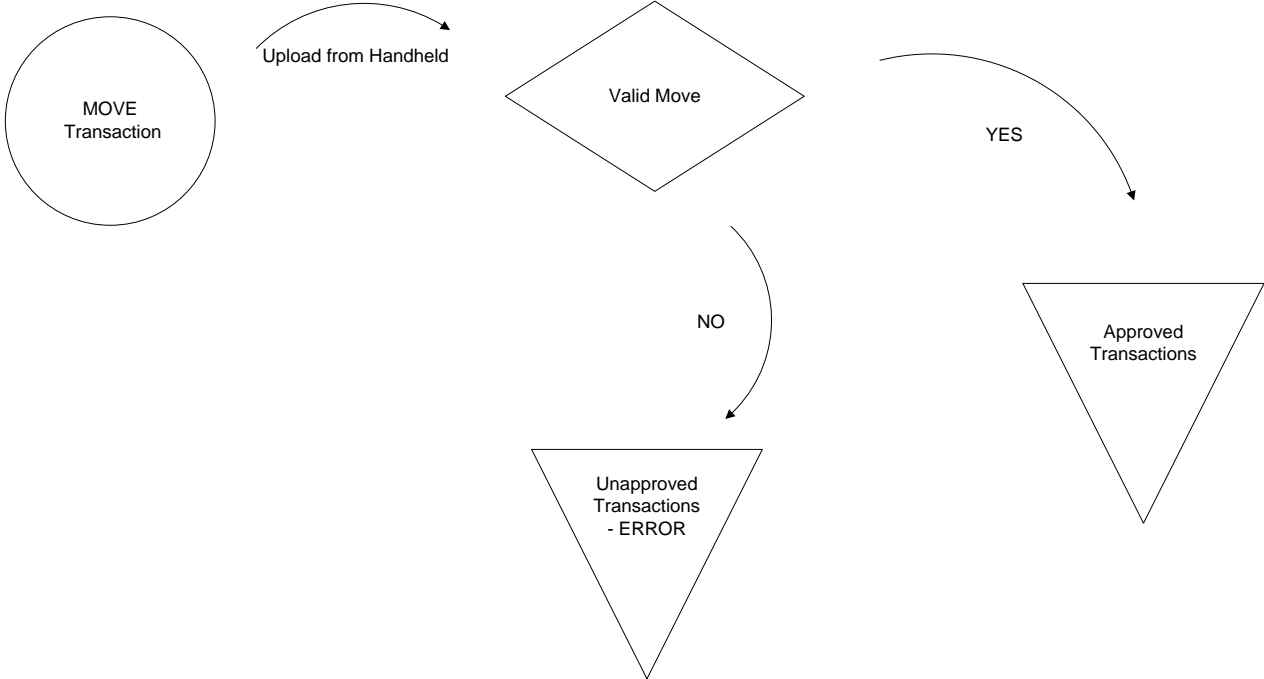 MOVE
Transaction
Upload from Handheld
Valid Move
YES
NO
Approved
Transactions
Unapproved
Transactions
- ERROR